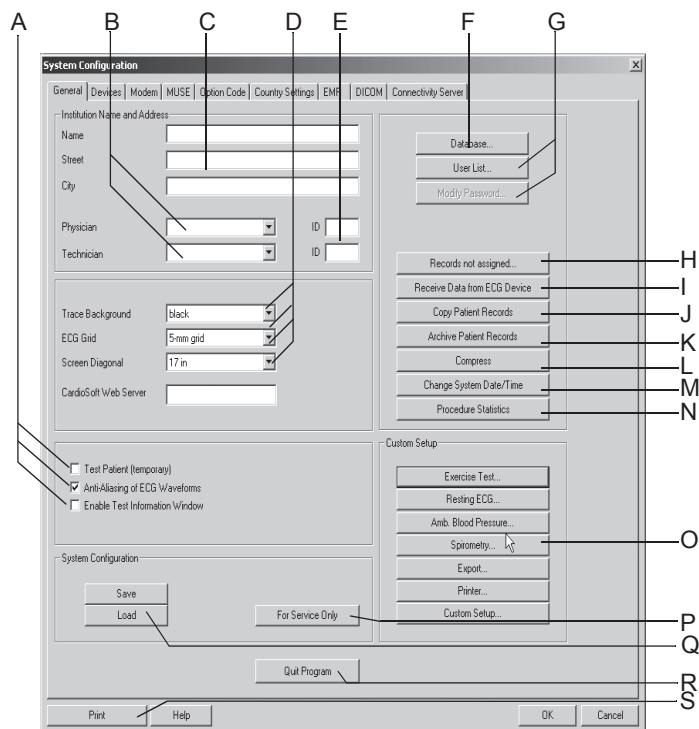 A B C D E F G
System Configuration
General Devices Modem MUSE Option Code Country Settings EMR DICOM Connectivity Server
Institution Name and Address
Name
Street
City
Physician ID
Technician ID
Trace Background black
ECG Grid 5-mm grid
Screen Diagonal 17 in
CardioSoft Web Server
Test Patient (temporary)
Anti-Aliasing of ECG Waveforms
Enable Test Information Window
System Configuration
Save
Load
For Service Only
Quit Program
Print Help OK Cancel
Database...
User List...
Modify Password...
Records not assigned... H
Receive Data from ECG Device I
Copy Patient Records J
Archive Patient Records K
Compress L
Change System Date/Time M
Procedure Statistics N
Custom Setup
Exercise Test...
Resting ECG...
Amb. Blood Pressure...
Spirometry... O
Export...
Printer...
Custom Setup...
P
Q
R
S